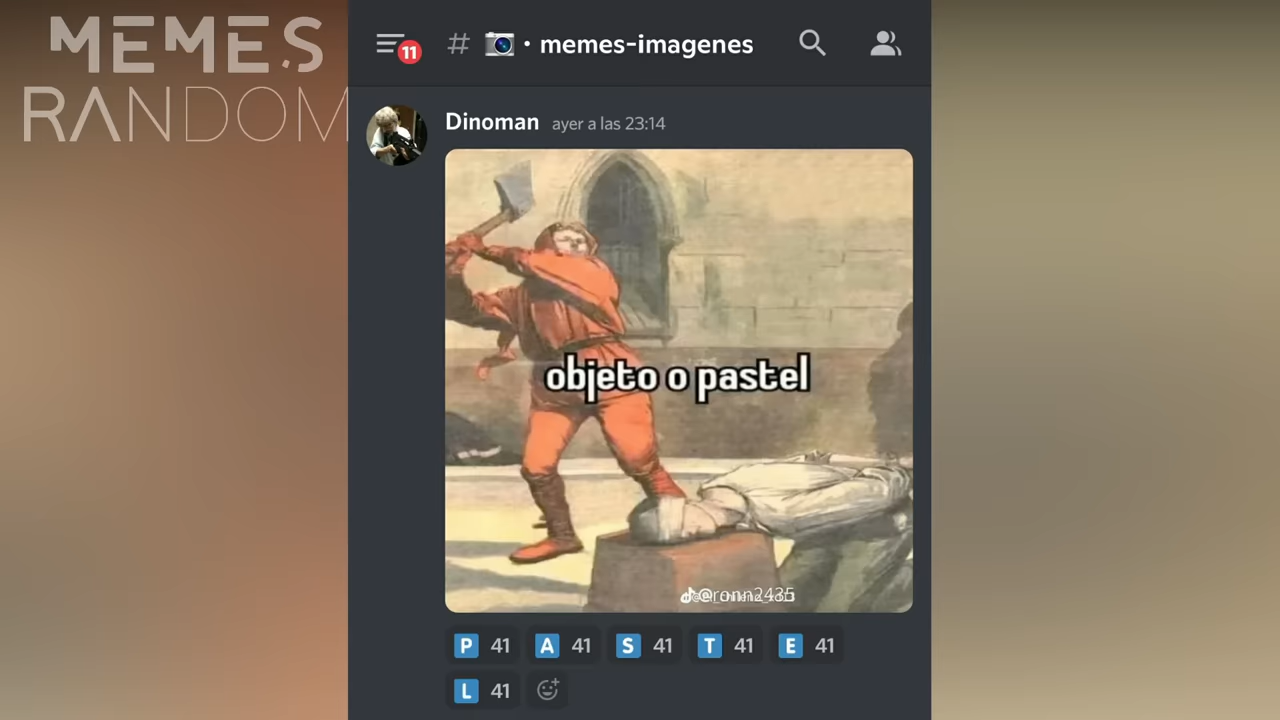 MEMES
RANDOM
11
# • memes-imagenes
Dinoman ayer a las 23:14
objeto o pastel
@ronn2435
P 41 A 41 S 41 T 41 E 41
L 41